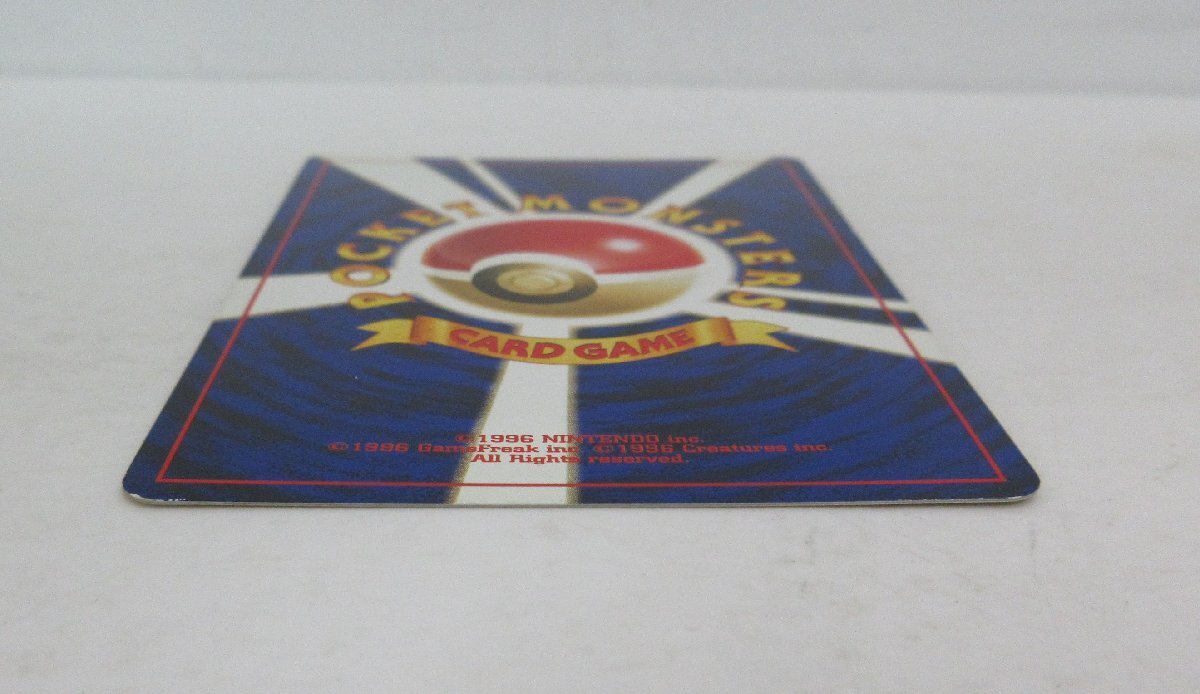 POCKET MONSTERS
CARD GAME
©1996 NINTENDO inc.
©1996 GameFreak inc. ©1996 Creatures inc.
All Rights reserved.